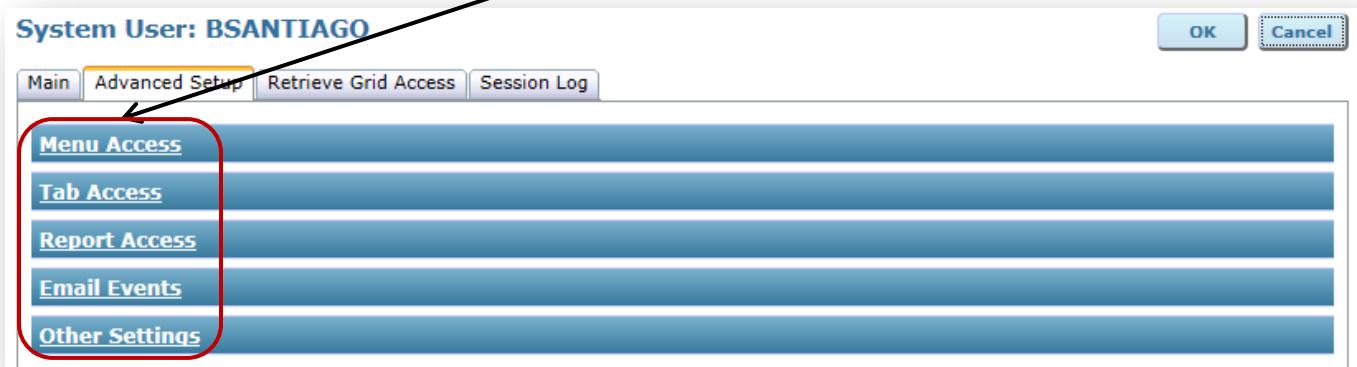 System User: BSANTIAGO
OK Cancel
Main Advanced Setup Retrieve Grid Access Session Log
Menu Access
Tab Access
Report Access
Email Events
Other Settings